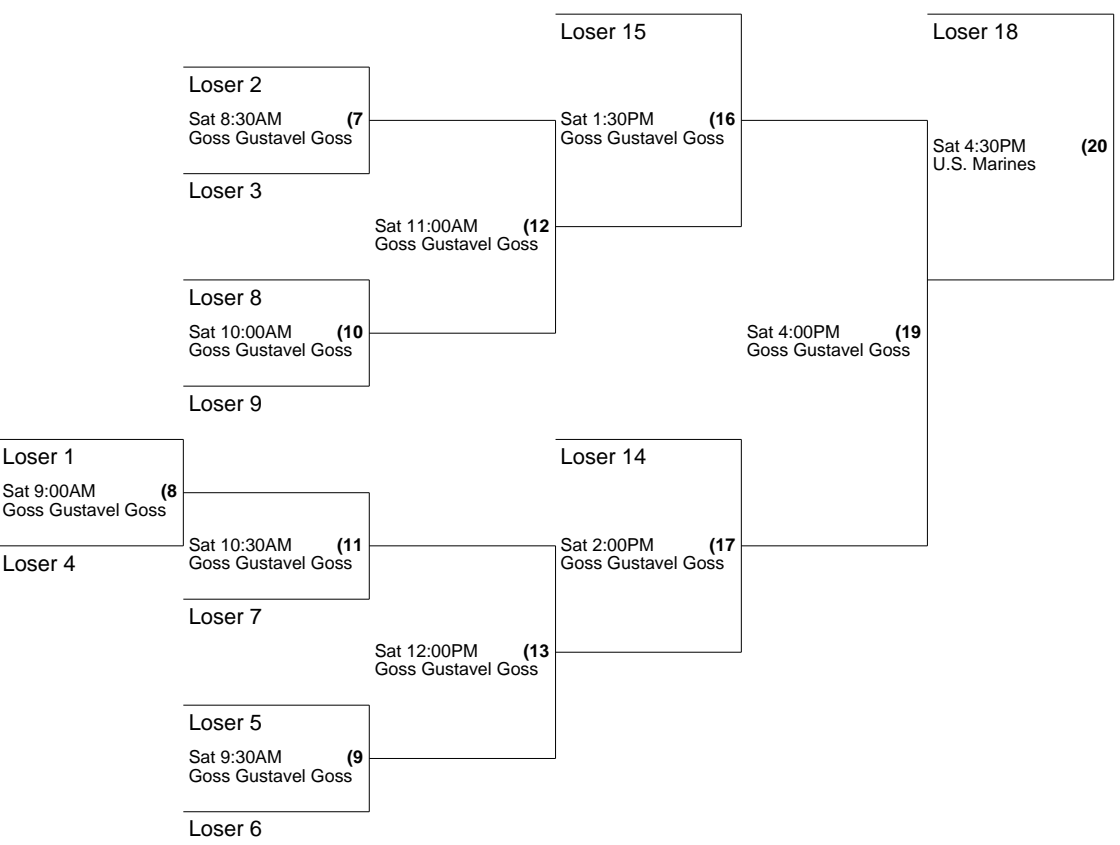 Loser 15
Loser 18
Loser 2
Sat 8:30AM (7
Goss Gustavel Goss
Loser 3
Sat 1:30PM (16
Goss Gustavel Goss
Sat 4:30PM (20
U.S. Marines
Sat 11:00AM (12
Goss Gustavel Goss
Loser 8
Sat 10:00AM (10
Goss Gustavel Goss
Loser 9
Sat 4:00PM (19
Goss Gustavel Goss
Loser 1
Sat 9:00AM (8
Goss Gustavel Goss
Loser 4
Loser 14
Sat 10:30AM (11
Goss Gustavel Goss
Loser 7
Sat 2:00PM (17
Goss Gustavel Goss
Sat 12:00PM (13
Goss Gustavel Goss
Loser 5
Sat 9:30AM (9
Goss Gustavel Goss
Loser 6